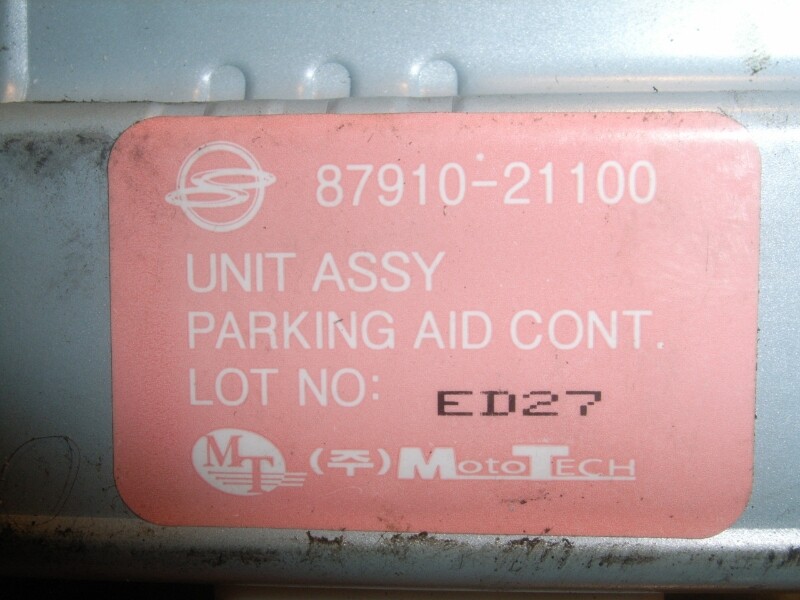 87910-21100
UNIT ASSY
PARKING AID CONT.
LOT NO: ED27
MT (주) MOTOTECH